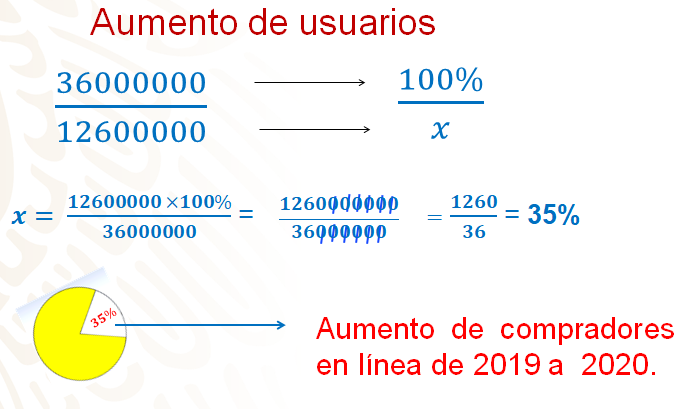 Aumento de usuarios
36000000 100%
12600000 x
x = 12600000 ×100% / 36000000 = 1260000000 / 36000000 = 1260 / 36 = 35%
35%
Aumento de compradores
en línea de 2019 a 2020.